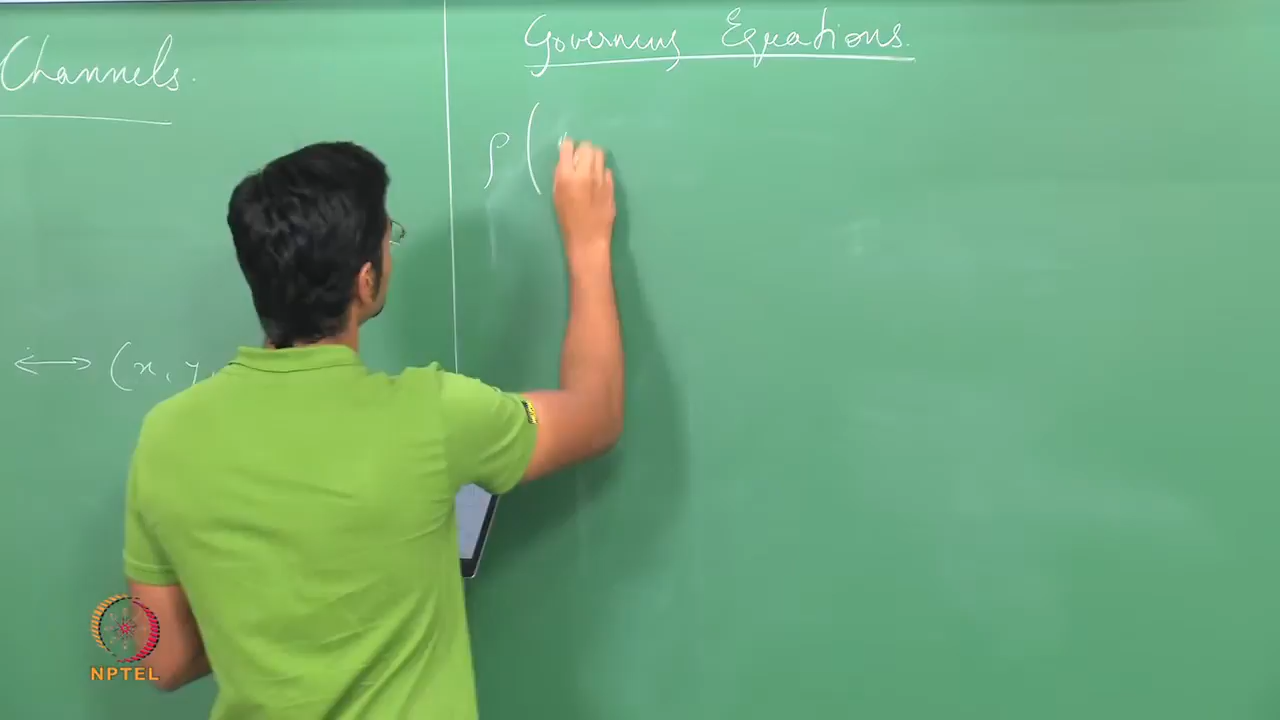 Channels.
Governing Equations.
ρ (
↔ (x, y,
NPTEL